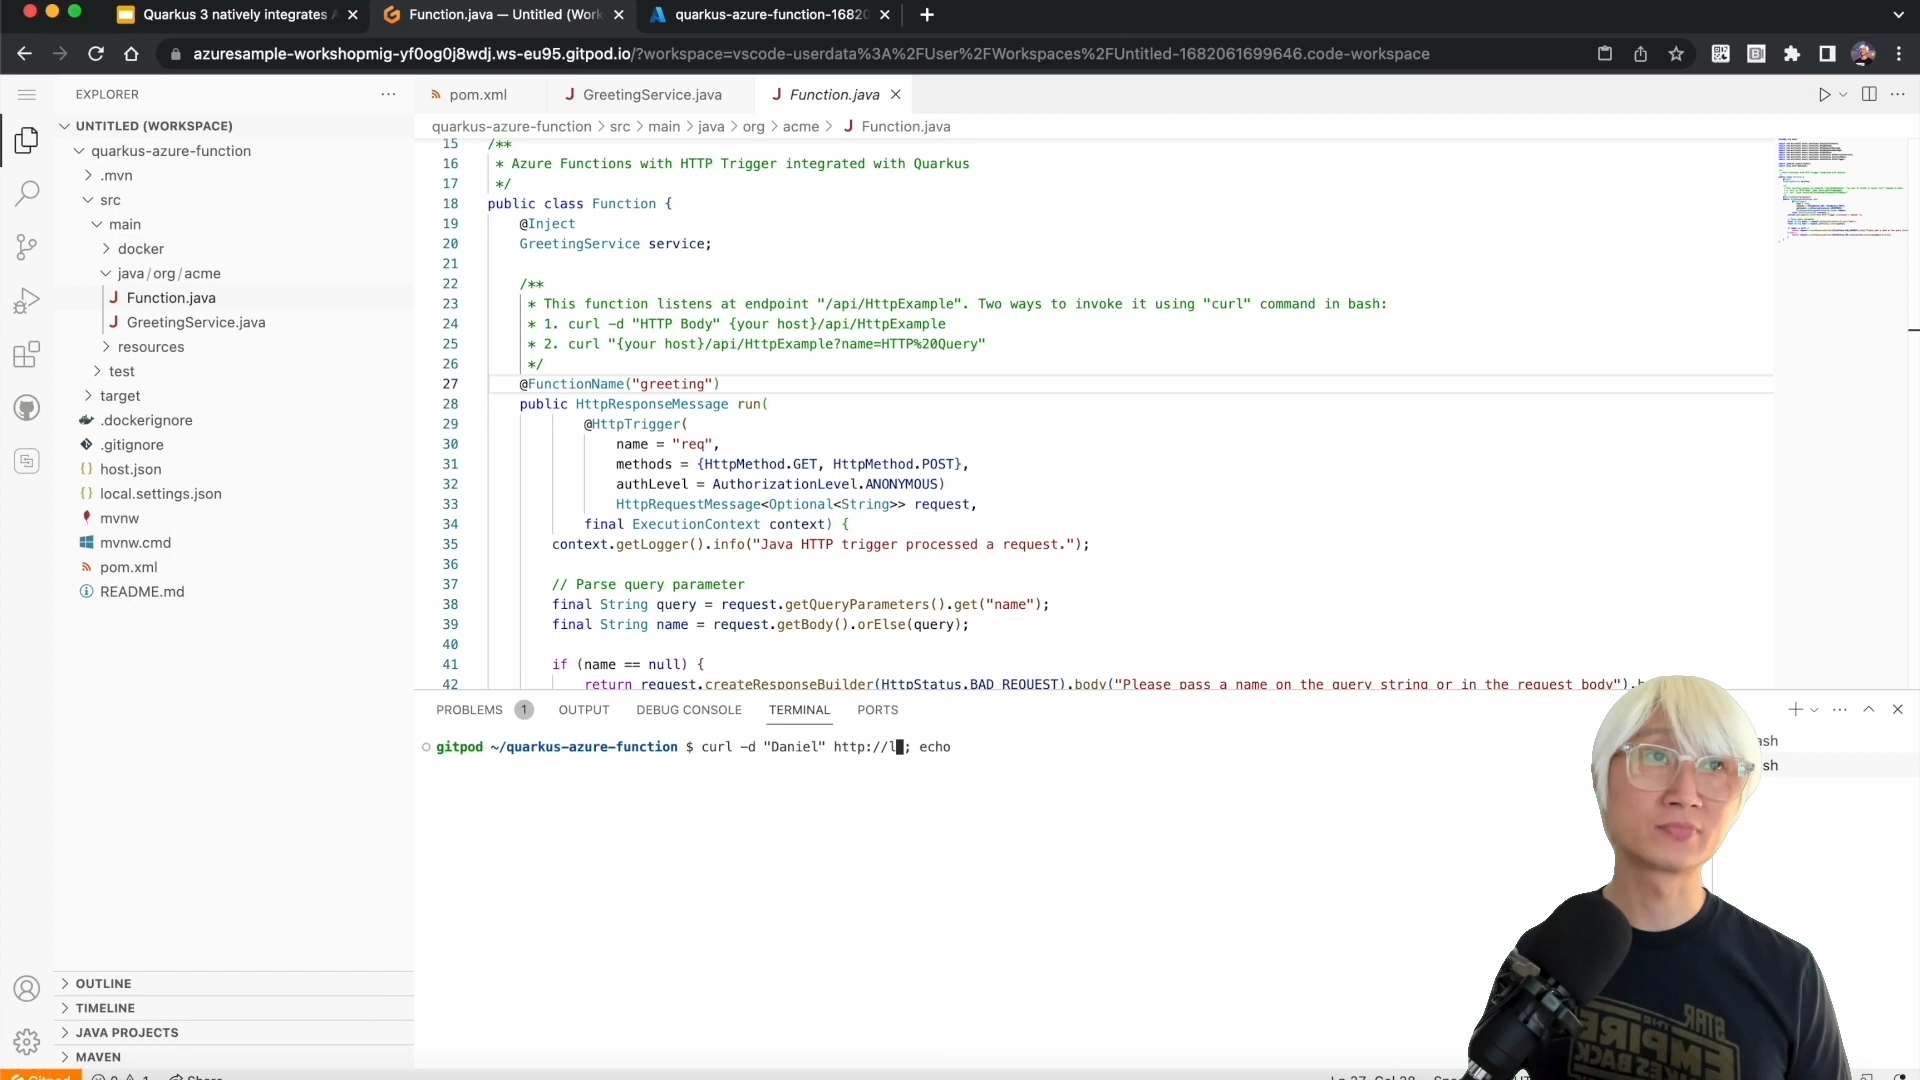 Quarkus 3 natively integrates A
Function.java — Untitled (Work
quarkus-azure-function-16820
azuresample-workshopmig-yf0og0j8wdj.ws-eu95.gitpod.io/?workspace=vscode-userdata%3A%2FUser%2FWorkspaces%2FUntitled-1682061699646.code-workspace
EXPLORER
UNTITLED (WORKSPACE)
quarkus-azure-function
.mvn
src
main
docker
java/org/acme
Function.java
GreetingService.java
resources
test
target
.dockerignore
.gitignore
host.json
local.settings.json
mvnw
mvnw.cmd
pom.xml
README.md
OUTLINE
TIMELINE
JAVA PROJECTS
MAVEN
pom.xml
GreetingService.java
Function.java
quarkus-azure-function > src > main > java > org > acme > Function.java
15 /**
16 * Azure Functions with HTTP Trigger integrated with Quarkus
17 */
18 public class Function {
19 @Inject
20 GreetingService service;
21
22 /**
23 * This function listens at endpoint "/api/HttpExample". Two ways to invoke it using "curl" command in bash:
24 * 1. curl -d "HTTP Body" {your host}/api/HttpExample
25 * 2. curl "{your host}/api/HttpExample?name=HTTP%20Query"
26 */
27 @FunctionName("greeting")
28 public HttpResponseMessage run(
29 @HttpTrigger(
30 name = "req",
31 methods = {HttpMethod.GET, HttpMethod.POST},
32 authLevel = AuthorizationLevel.ANONYMOUS)
33 HttpRequestMessage<Optional<String>> request,
34 final ExecutionContext context) {
35 context.getLogger().info("Java HTTP trigger processed a request.");
36
37 // Parse query parameter
38 final String query = request.getQueryParameters().get("name");
39 final String name = request.getBody().orElse(query);
40
41 if (name == null) {
42 return request.createResponseBuilder(HttpStatus.BAD_REQUEST).body("Please pass a name on the query string or in the request body").b
PROBLEMS 1 OUTPUT DEBUG CONSOLE TERMINAL PORTS
gitpod ~/quarkus-azure-function $ curl -d "Daniel" http://l; echo
ash
sh
STAR
THE
EMPIRE
Gitpod
Share